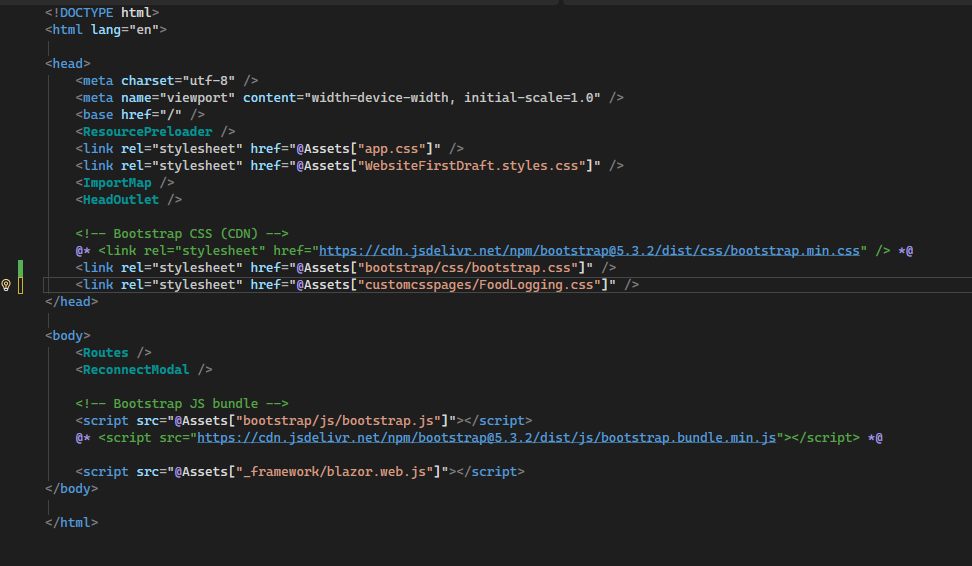 <!DOCTYPE html>
<html lang="en">
<head>
<meta charset="utf-8" />
<meta name="viewport" content="width=device-width, initial-scale=1.0" />
<base href="/" />
<ResourcePreloader />
<link rel="stylesheet" href="@Assets["app.css"]" />
<link rel="stylesheet" href="@Assets["WebsiteFirstDraft.styles.css"]" />
<ImportMap />
<HeadOutlet />
<!-- Bootstrap CSS (CDN) -->
@* <link rel="stylesheet" href="https://cdn.jsdelivr.net/npm/bootstrap@5.3.2/dist/css/bootstrap.min.css" /> *@
<link rel="stylesheet" href="@Assets["bootstrap/css/bootstrap.css"]" />
<link rel="stylesheet" href="@Assets["customcsspages/FoodLogging.css"]" />
</head>
<body>
<Routes />
<ReconnectModal />
<!-- Bootstrap JS bundle -->
<script src="@Assets["bootstrap/js/bootstrap.js"]"></script>
@* <script src="https://cdn.jsdelivr.net/npm/bootstrap@5.3.2/dist/js/bootstrap.bundle.min.js"></script> *@
<script src="@Assets["_framework/blazor.web.js"]"></script>
</body>
</html>